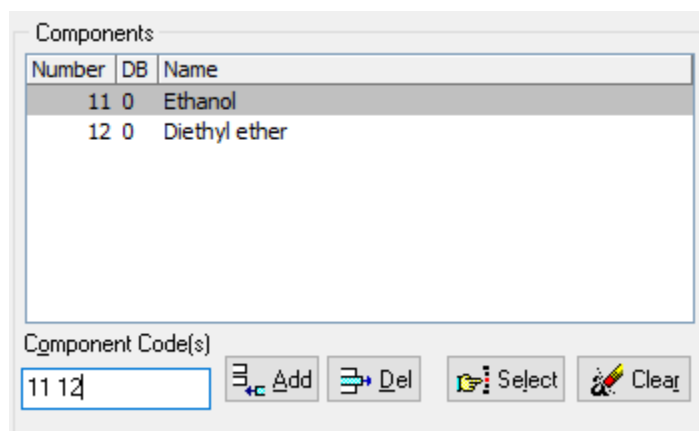 Components
Number DB Name
11 0 Ethanol
12 0 Diethyl ether
Component Code(s)
11 12 Add Del Select Clear